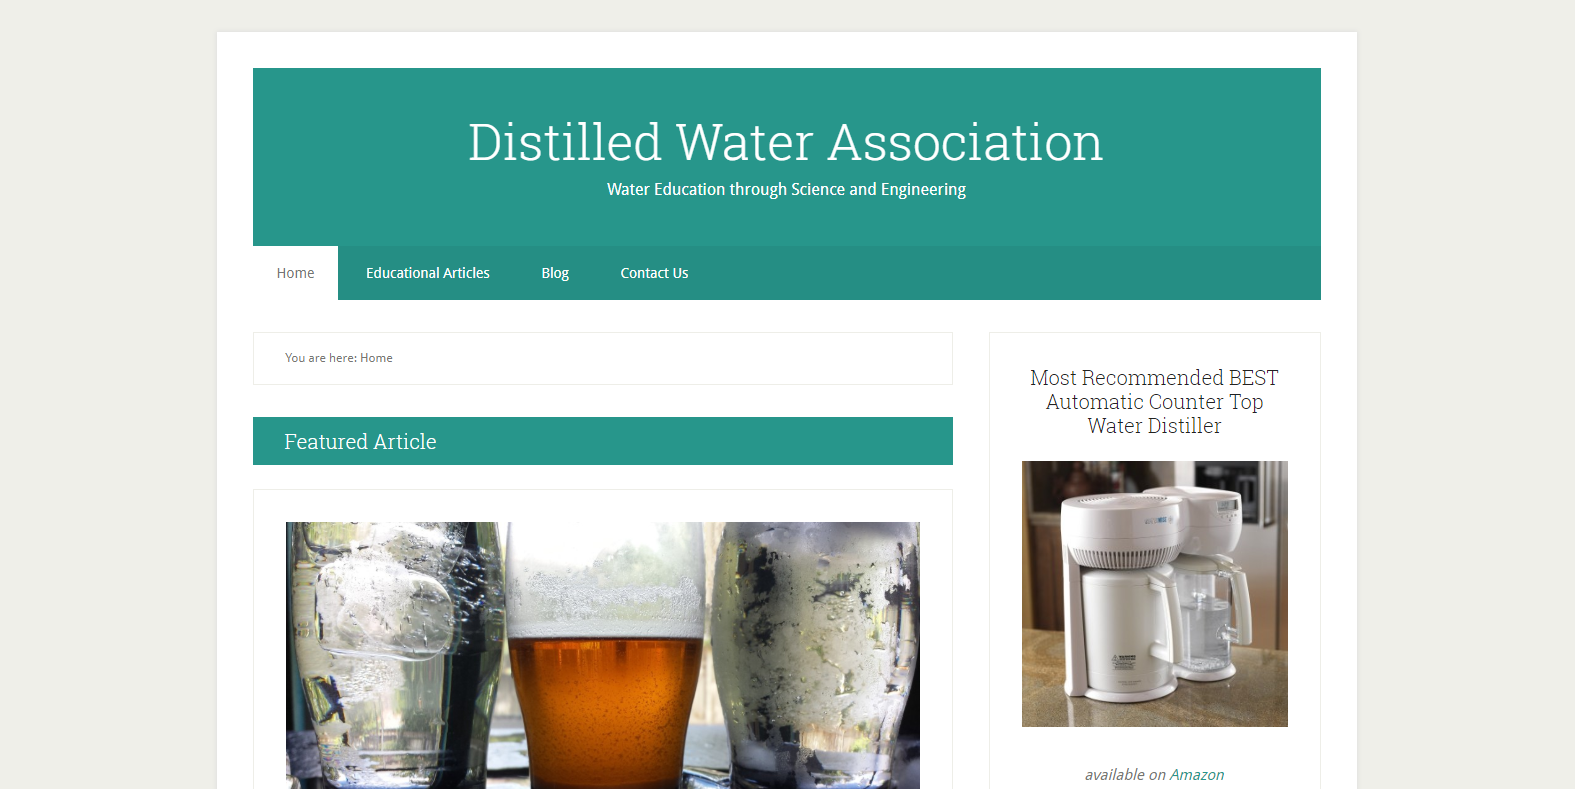 Distilled Water Association
Water Education through Science and Engineering
Home
Educational Articles
Blog
Contact Us
You are here: Home
Featured Article
Most Recommended BEST
Automatic Counter Top
Water Distiller
available on Amazon